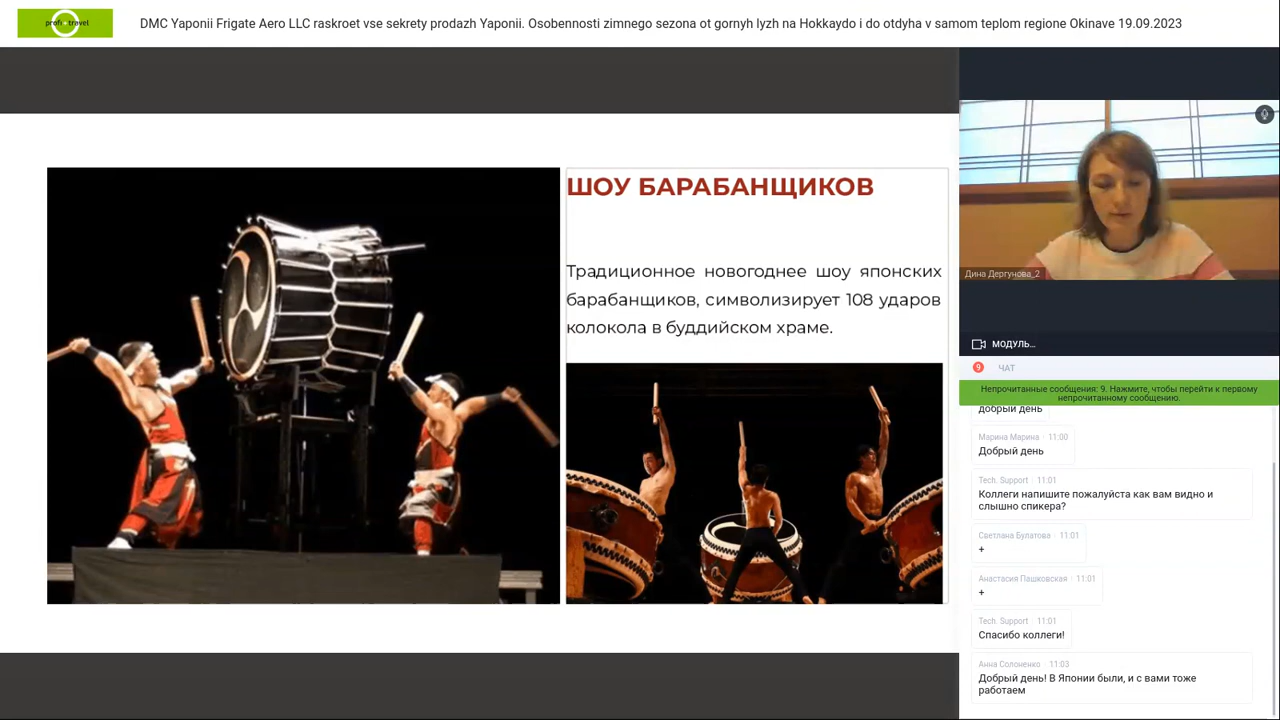 profi travel
DMC Yaponii Frigate Aero LLC raskroet vse sekrety prodazh Yaponii. Osobennosti zimnego sezona ot gornyh lyzh na Hokkaydo i do otdyha v samom teplom regione Okinave 19.09.2023
ШОУ БАРАБАНЩИКОВ
Традиционное новогоднее шоу японских
барабанщиков, символизирует 108 ударов
колокола в буддийском храме.
Дина Дергунова_2
МОДУЛЬ...
9 ЧАТ
Непрочитанные сообщения: 9. Нажмите, чтобы перейти к первому
непрочитанному сообщению.
добрый день
Марина Марина · 11:00
Добрый день
Tech. Support · 11:01
Коллеги напишите пожалуйста как вам видно и
слышно спикера?
Светлана Булатова · 11:01
+
Анастасия Пашковская · 11:01
+
Tech. Support · 11:01
Спасибо коллеги!
Анна Солоненко · 11:03
Добрый день! В Японии были, и с вами тоже
работаем